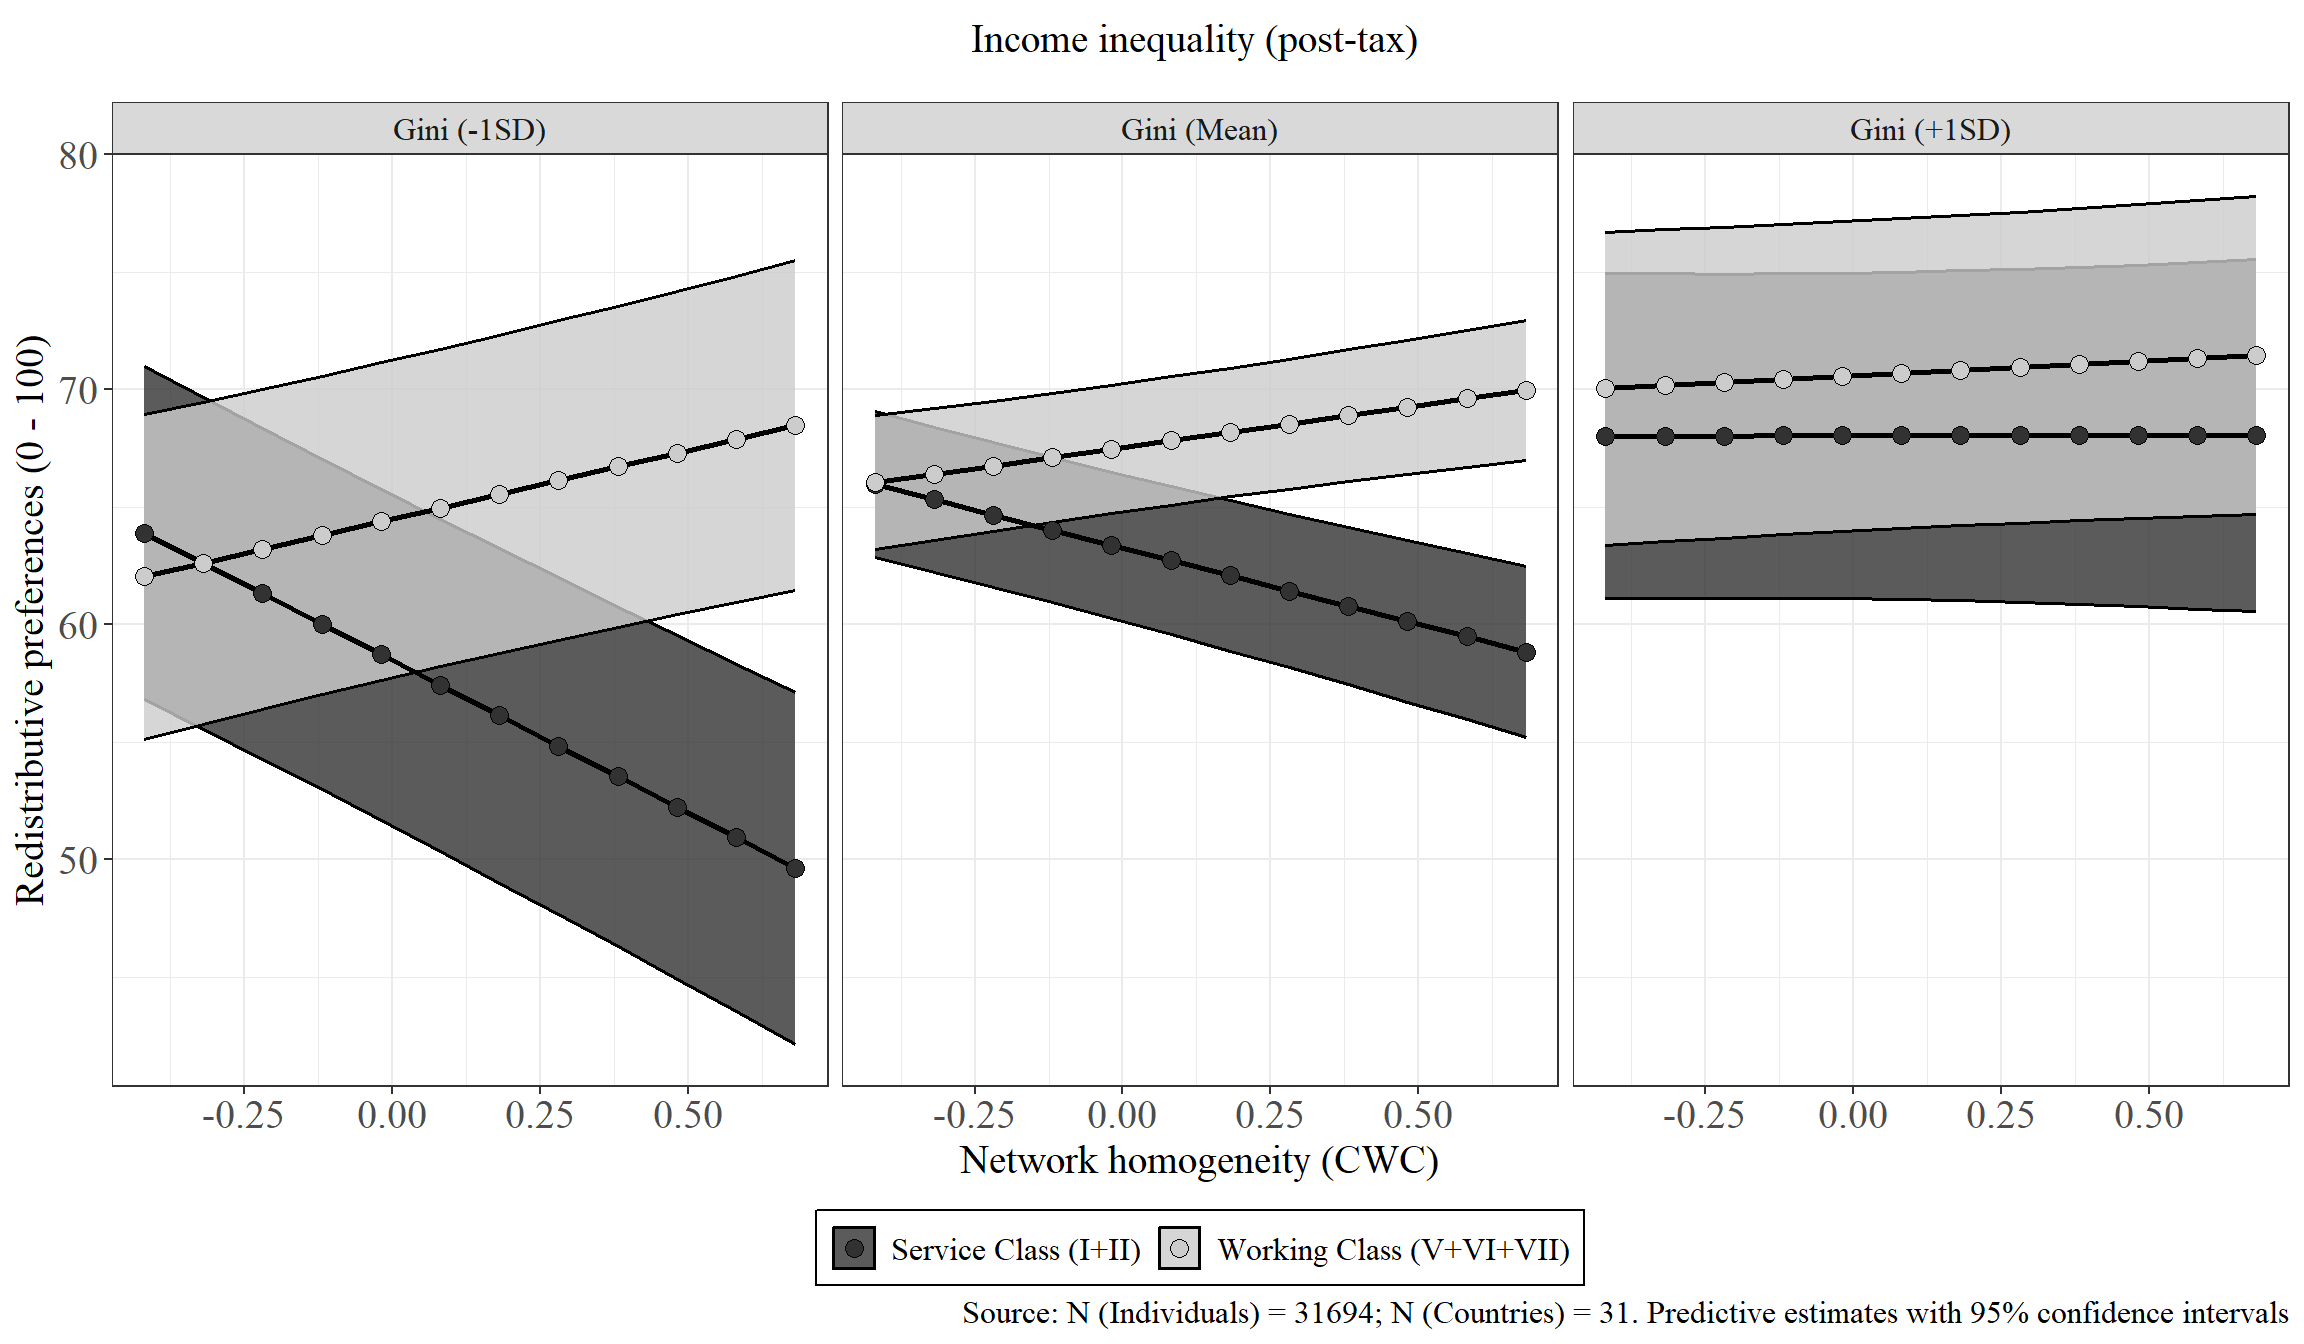 Income inequality (post-tax)
Gini (-1SD)
Gini (Mean)
Gini (+1SD)
Redistributive preferences (0 - 100)
80
70
60
50
-0.25 0.00 0.25 0.50
-0.25 0.00 0.25 0.50
-0.25 0.00 0.25 0.50
Network homogeneity (CWC)
Service Class (I+II) Working Class (V+VI+VII)
Source: N (Individuals) = 31694; N (Countries) = 31. Predictive estimates with 95% confidence intervals